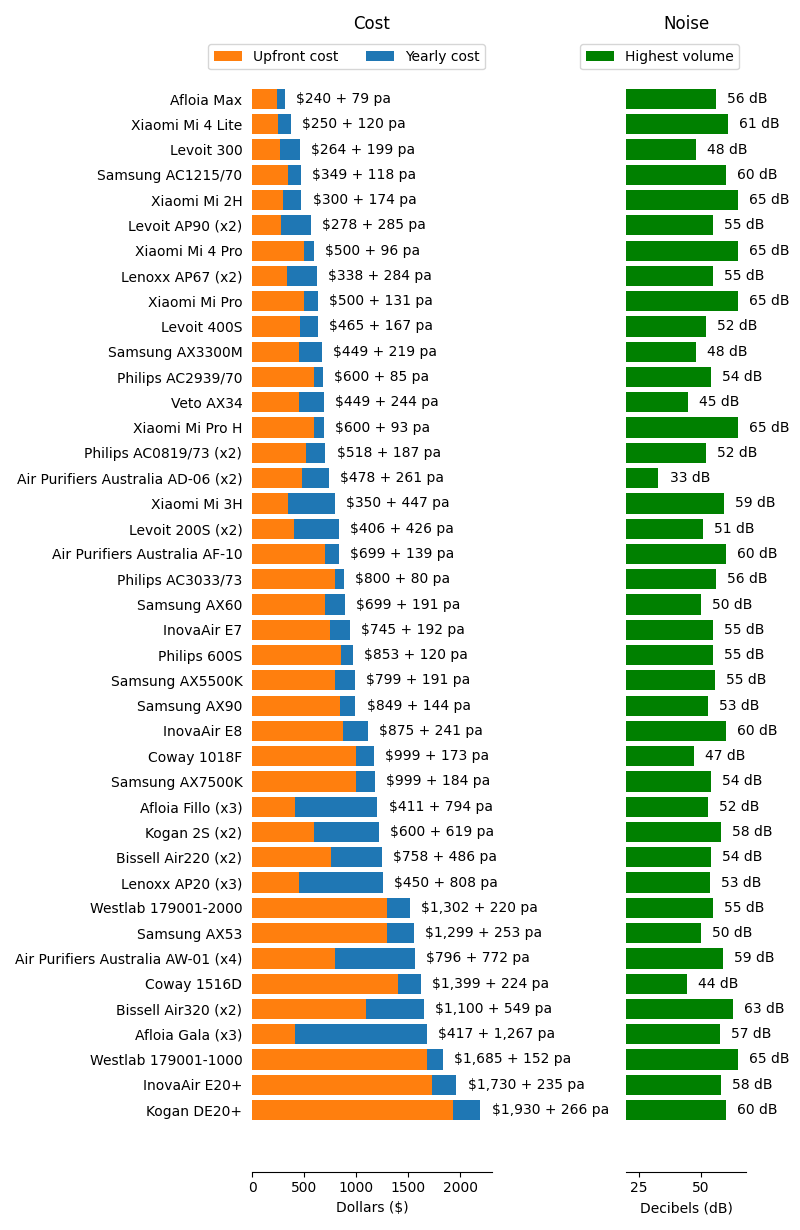 Cost Noise
Upfront cost Yearly cost Highest volume
Afloia Max $240 + 79 pa 56 dB
Xiaomi Mi 4 Lite $250 + 120 pa 61 dB
Levoit 300 $264 + 199 pa 48 dB
Samsung AC1215/70 $349 + 118 pa 60 dB
Xiaomi Mi 2H $300 + 174 pa 65 dB
Levoit AP90 (x2) $278 + 285 pa 55 dB
Xiaomi Mi 4 Pro $500 + 96 pa 65 dB
Lenoxx AP67 (x2) $338 + 284 pa 55 dB
Xiaomi Mi Pro $500 + 131 pa 65 dB
Levoit 400S $465 + 167 pa 52 dB
Samsung AX3300M $449 + 219 pa 48 dB
Philips AC2939/70 $600 + 85 pa 54 dB
Veto AX34 $449 + 244 pa 45 dB
Xiaomi Mi Pro H $600 + 93 pa 65 dB
Philips AC0819/73 (x2) $518 + 187 pa 52 dB
Air Purifiers Australia AD-06 (x2) $478 + 261 pa 33 dB
Xiaomi Mi 3H $350 + 447 pa 59 dB
Levoit 200S (x2) $406 + 426 pa 51 dB
Air Purifiers Australia AF-10 $699 + 139 pa 60 dB
Philips AC3033/73 $800 + 80 pa 56 dB
Samsung AX60 $699 + 191 pa 50 dB
InovaAir E7 $745 + 192 pa 55 dB
Philips 600S $853 + 120 pa 55 dB
Samsung AX5500K $799 + 191 pa 55 dB
Samsung AX90 $849 + 144 pa 53 dB
InovaAir E8 $875 + 241 pa 60 dB
Coway 1018F $999 + 173 pa 47 dB
Samsung AX7500K $999 + 184 pa 54 dB
Afloia Fillo (x3) $411 + 794 pa 52 dB
Kogan 2S (x2) $600 + 619 pa 58 dB
Bissell Air220 (x2) $758 + 486 pa 54 dB
Lenoxx AP20 (x3) $450 + 808 pa 53 dB
Westlab 179001-2000 $1,302 + 220 pa 55 dB
Samsung AX53 $1,299 + 253 pa 50 dB
Air Purifiers Australia AW-01 (x4) $796 + 772 pa 59 dB
Coway 1516D $1,399 + 224 pa 44 dB
Bissell Air320 (x2) $1,100 + 549 pa 63 dB
Afloia Gala (x3) $417 + 1,267 pa 57 dB
Westlab 179001-1000 $1,685 + 152 pa 65 dB
InovaAir E20+ $1,730 + 235 pa 58 dB
Kogan DE20+ $1,930 + 266 pa 60 dB
0 500 1000 1500 2000 25 50
Dollars ($) Decibels (dB)